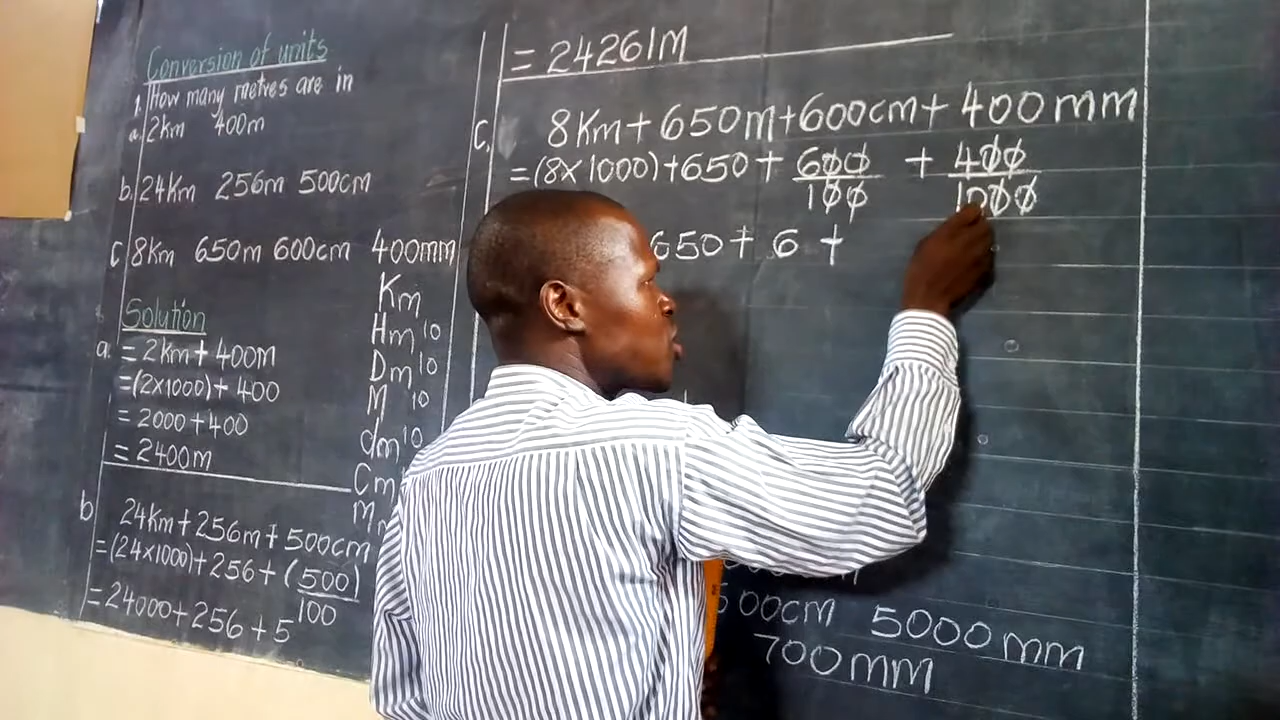 Conversion of units
1. How many metres are in
a. 2km 400m
b. 24Km 256m 500cm
C 8Km 650m 600cm 400mm
Solution
a. = 2km + 400m
= (2x1000) + 400
= 2000 + 400
= 2400m
b 24Km + 256m + 500cm
= (24x1000) + 256 + (500)
100
= 24000 + 256 + 5
Km
Hm 10
Dm 10
M 10
dm 10
Cm
= 24261m
C, 8Km + 650m + 600cm + 400mm
= (8x1000) + 650 + 600 + 400
100 1000
650 + 6 +
00cm 5000mm
700mm